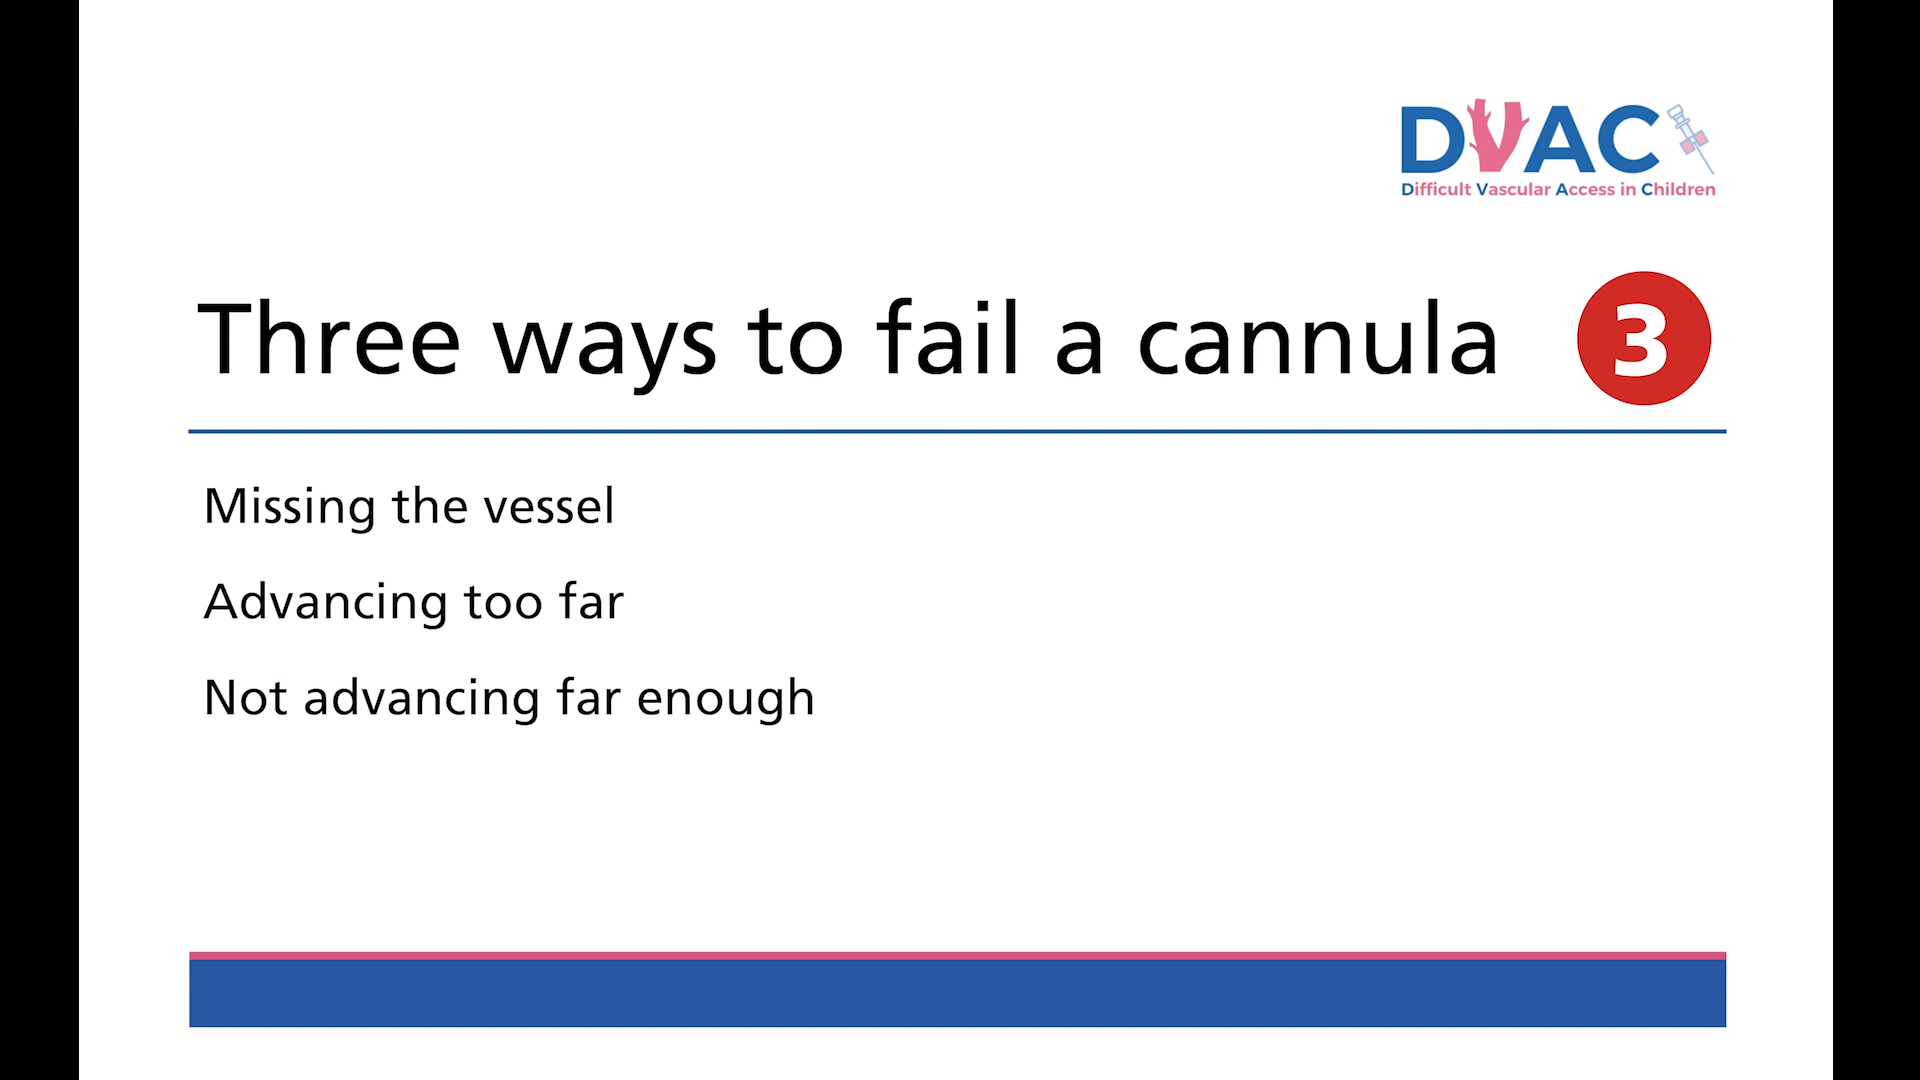 DVAC
Difficult Vascular Access in Children
Three ways to fail a cannula
3
Missing the vessel
Advancing too far
Not advancing far enough